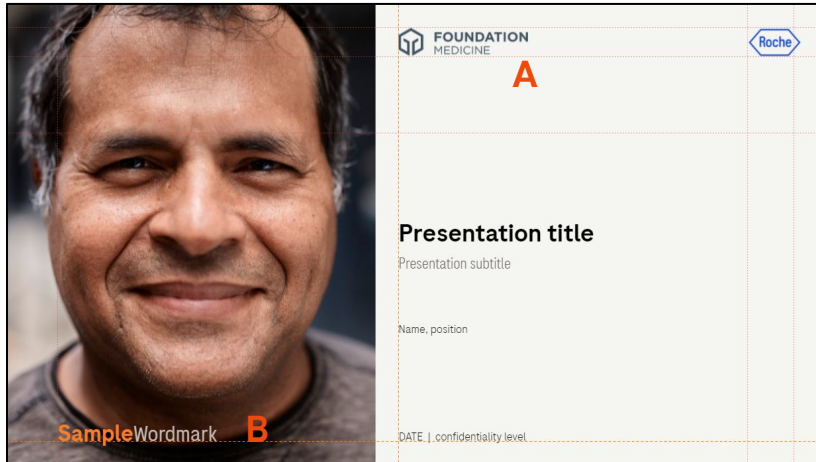 FOUNDATION
MEDICINE
Roche
A
Presentation title
Presentation subtitle
Name, position
SampleWordmark
B
DATE | confidentiality level